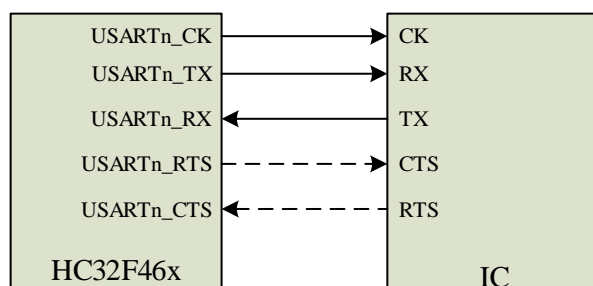 USARTn_CK CK
USARTn_TX RX
USARTn_RX TX
USARTn_RTS CTS
USARTn_CTS RTS
HC32F46x IC